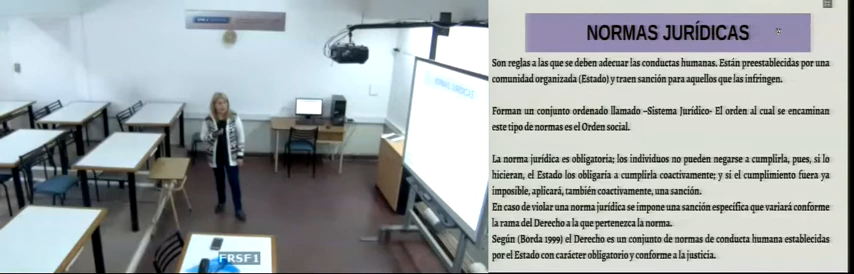 NORMAS JURÍDICAS
FRSF1
NORMAS JURÍDICAS
Son reglas a las que se deben adecuar las conductas humanas. Están preestablecidas por una
comunidad organizada (Estado) y traen sanción para aquellos que las infringen.
Forman un conjunto ordenado llamado –Sistema Jurídico- El orden al cual se encaminan
este tipo de normas es el Orden social.
La norma jurídica es obligatoria; los individuos no pueden negarse a cumplirla, pues, si lo
hicieran, el Estado los obligaría a cumplirla coactivamente; y si el cumplimiento fuera ya
imposible, aplicará, también coactivamente, una sanción.
En caso de violar una norma jurídica se impone una sanción específica que variará conforme
la rama del Derecho a la que pertenezca la norma.
Según (Borda 1999) el Derecho es un conjunto de normas de conducta humana establecidas
por el Estado con carácter obligatorio y conforme a la justicia.